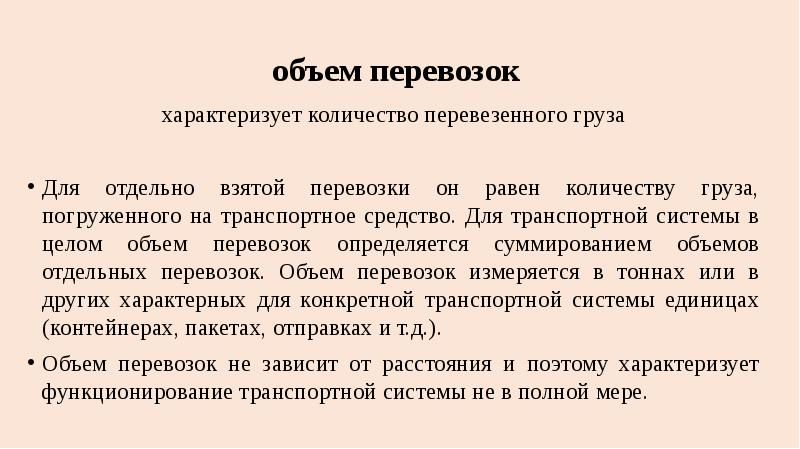 объем перевозок
характеризует количество перевезенного груза
• Для отдельно взятой перевозки он равен количеству груза,
погруженного на транспортное средство. Для транспортной системы в
целом объем перевозок определяется суммированием объемов
отдельных перевозок. Объем перевозок измеряется в тоннах или в
других характерных для конкретной транспортной системы единицах
(контейнерах, пакетах, отправках и т.д.).
• Объем перевозок не зависит от расстояния и поэтому характеризует
функционирование транспортной системы не в полной мере.